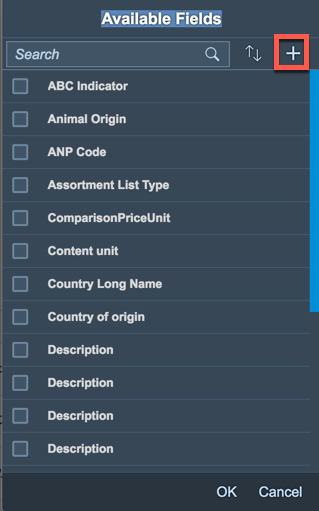 Available Fields
Search
ABC Indicator
Animal Origin
ANP Code
Assortment List Type
ComparisonPriceUnit
Content unit
Country Long Name
Country of origin
Description
Description
Description
Description
OK Cancel